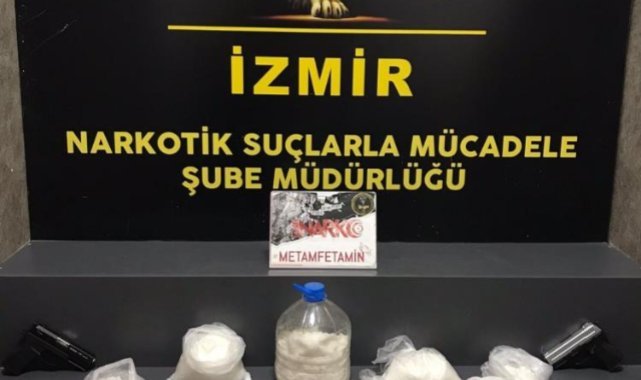 İZMİR
NARKOTİK SUÇLARLA MÜCADELE
ŞUBE MÜDÜRLÜĞÜ
NARKO
METAMFETAMİN